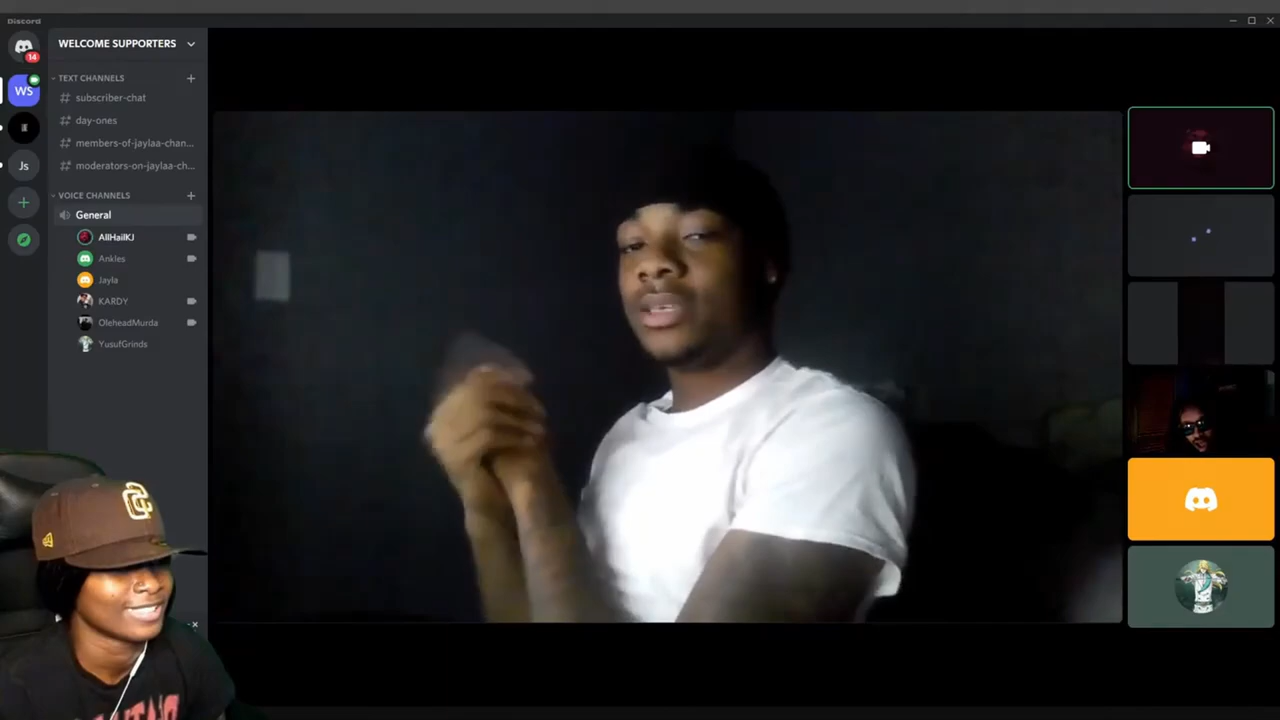 Discord
14
WELCOME SUPPORTERS
TEXT CHANNELS
subscriber-chat
day-ones
members-of-jaylaa-chan...
moderators-on-jaylaa-ch...
VOICE CHANNELS
General
AllHailKJ
Ankles
Jayla
KARDY
OleheadMurda
YusufGrinds
WS
Js